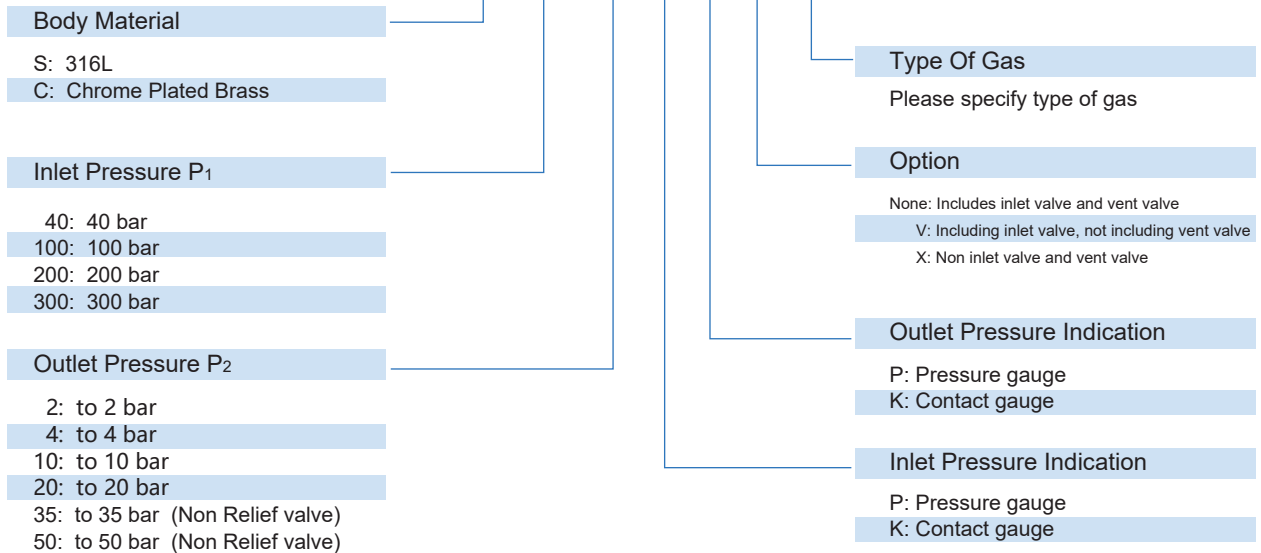 Body Material
S: 316L
C: Chrome Plated Brass
Inlet Pressure P1
40: 40 bar
100: 100 bar
200: 200 bar
300: 300 bar
Outlet Pressure P2
2: to 2 bar
4: to 4 bar
10: to 10 bar
20: to 20 bar
35: to 35 bar (Non Relief valve)
50: to 50 bar (Non Relief valve)
Type Of Gas
Please specify type of gas
Option
None: Includes inlet valve and vent valve
V: Including inlet valve, not including vent valve
X: Non inlet valve and vent valve
Outlet Pressure Indication
P: Pressure gauge
K: Contact gauge
Inlet Pressure Indication
P: Pressure gauge
K: Contact gauge